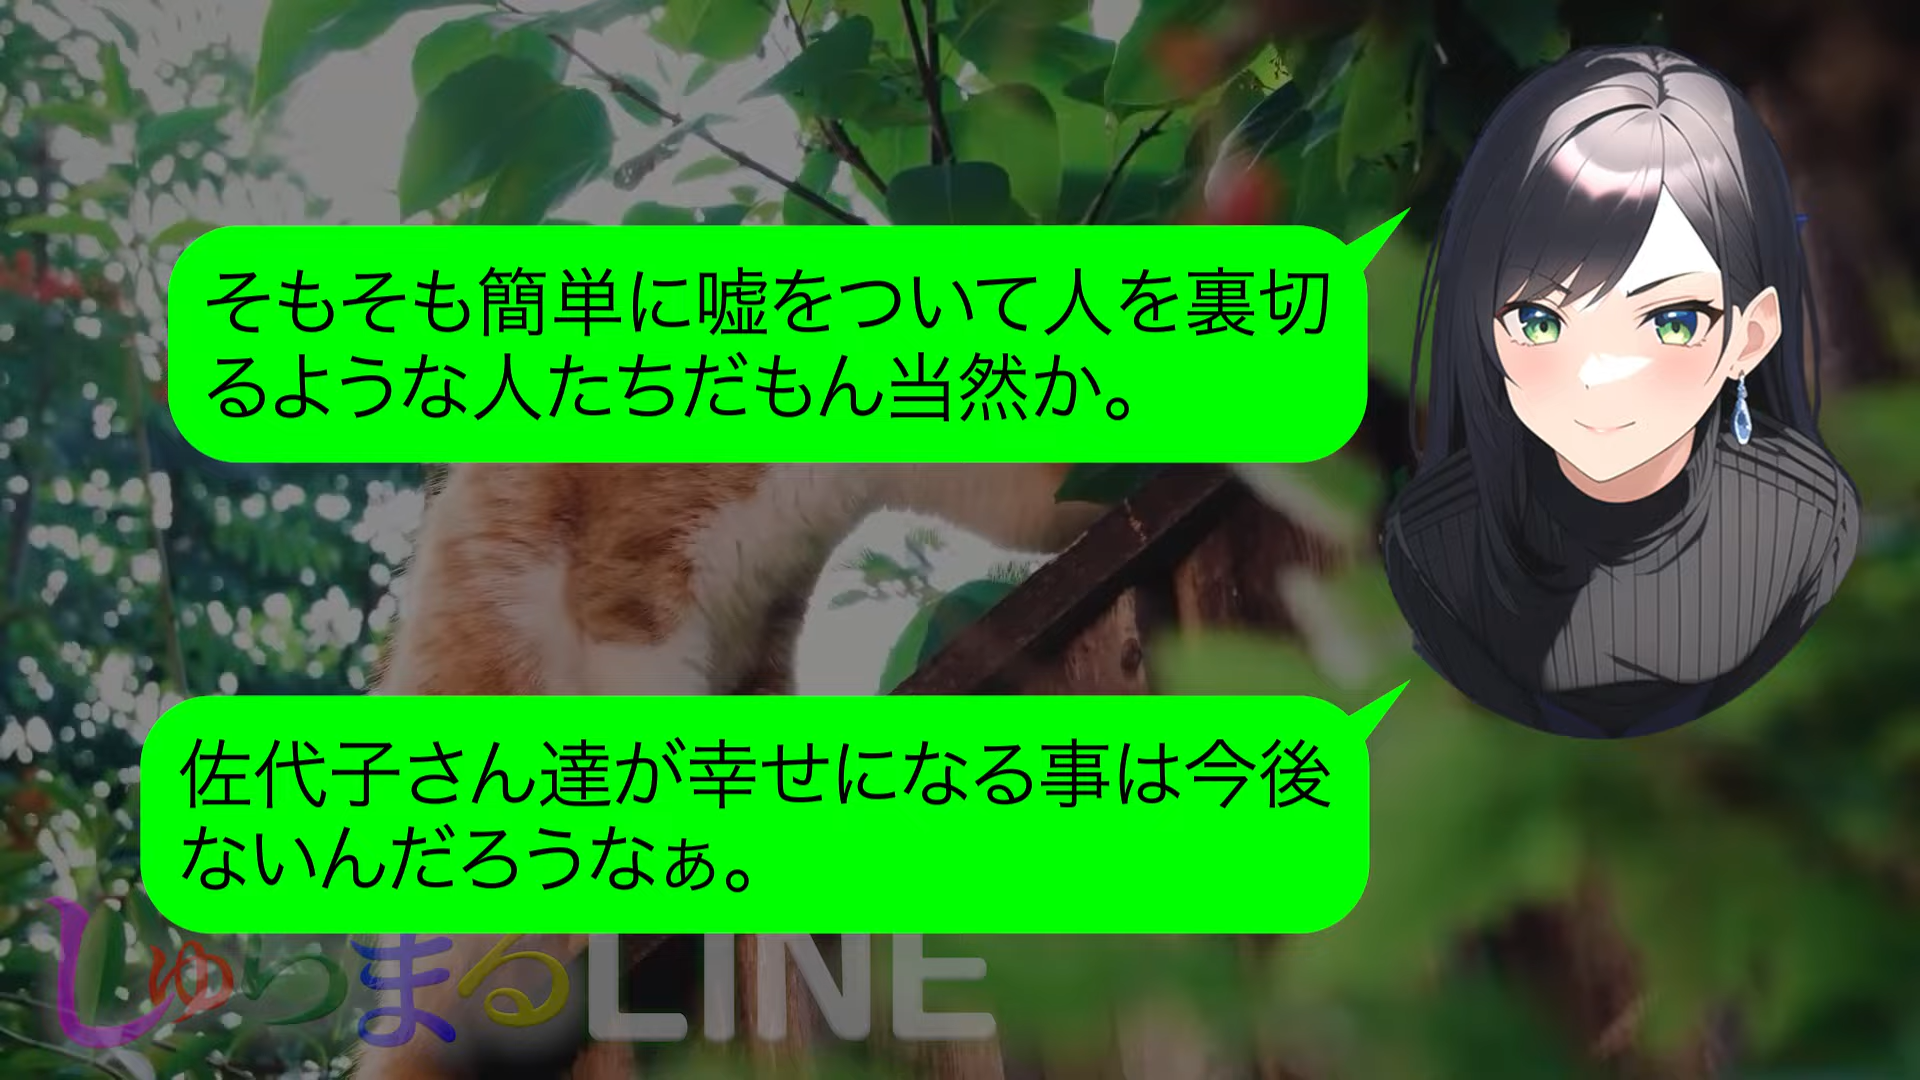 そもそも簡単に嘘をついて人を裏切
るような人たちだもん当然か。
佐代子さん達が幸せになる事は今後
ないんだろうなぁ。
しゅらまるLINE